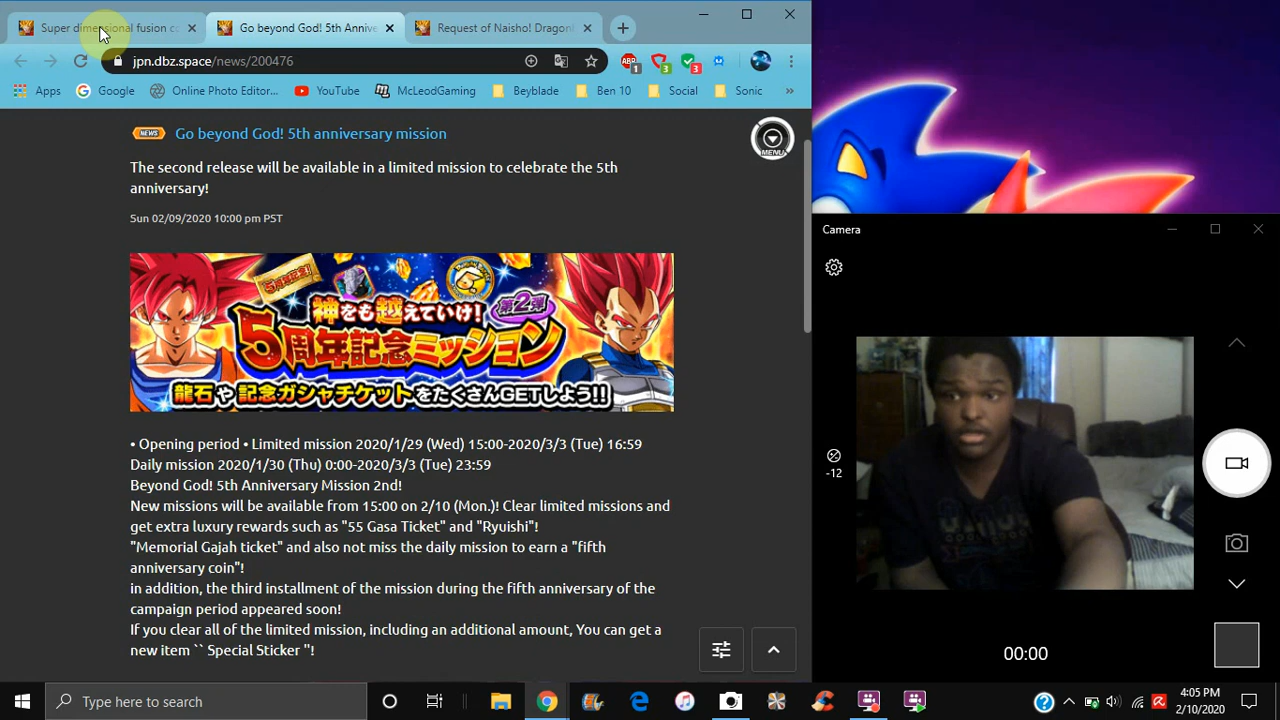 Super dimensional fusion c
Go beyond God! 5th Annive
Request of Naisho! Dragon
jpn.dbz.space/news/200476
ABP
1
3
3
Apps
Google
Online Photo Editor...
YouTube
McLeodGaming
Beyblade
Ben 10
Social
Sonic
»
NEWS
Go beyond God! 5th anniversary mission
MENU
The second release will be available in a limited mission to celebrate the 5th
anniversary!
Sun 02/09/2020 10:00 pm PST
5周年記念!
神をも越えていけ!
第2弾
5周年記念ミッション
龍石や記念ガシャチケットをたくさんGETしよう!!
• Opening period • Limited mission 2020/1/29 (Wed) 15:00-2020/3/3 (Tue) 16:59
Daily mission 2020/1/30 (Thu) 0:00-2020/3/3 (Tue) 23:59
Beyond God! 5th Anniversary Mission 2nd!
New missions will be available from 15:00 on 2/10 (Mon.)! Clear limited missions and
get extra luxury rewards such as "55 Gasa Ticket" and "Ryuishi"!
"Memorial Gajah ticket" and also not miss the daily mission to earn a "fifth
anniversary coin"!
in addition, the third installment of the mission during the fifth anniversary of the
campaign period appeared soon!
If you clear all of the limited mission, including an additional amount, You can get a
new item `` Special Sticker ''!
Camera
-12
00:00
Type here to search
4:05 PM
2/10/2020